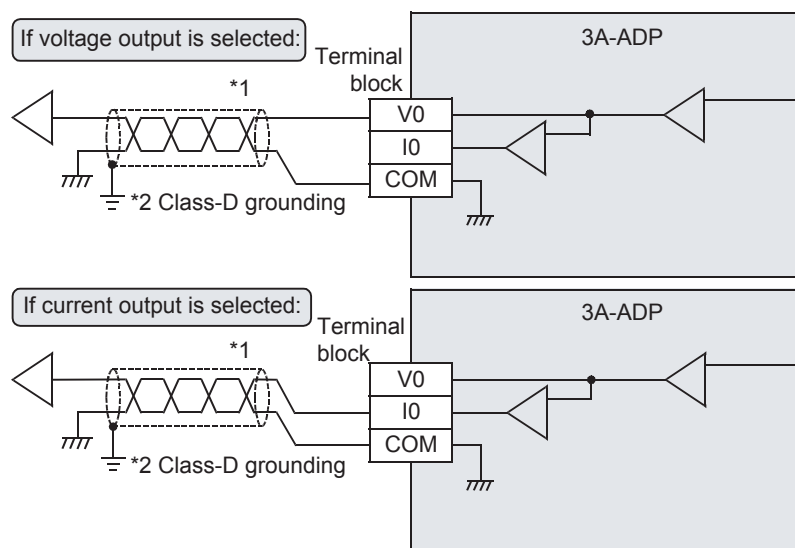 If voltage output is selected:
3A-ADP
Terminal
block
*1
V0
I0
COM
*2 Class-D grounding
If current output is selected:
3A-ADP
Terminal
block
*1
V0
I0
COM
*2 Class-D grounding